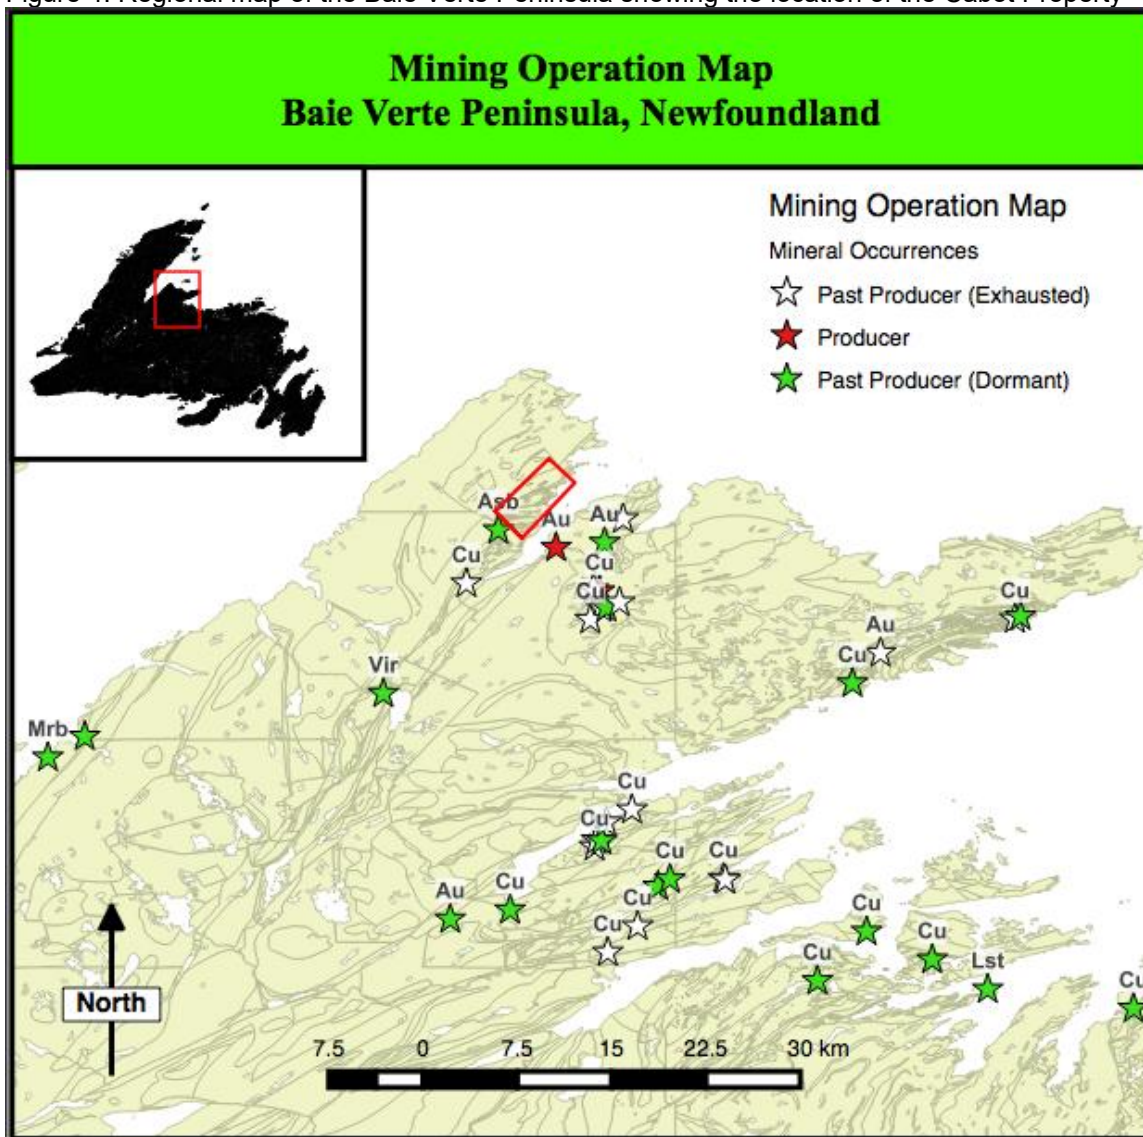 Figure 4. Regional map of the Baie Verte Peninsula showing the location of the Cabot Property
Mining Operation Map
Baie Verte Peninsula, Newfoundland
Mining Operation Map
Mineral Occurrences
Past Producer (Exhausted)
Producer
Past Producer (Dormant)
Asb
Au
Au
Cu
Cu
Cu
Cu
Au
Cu
Vir
Mrb
Cu
Cu
Cu
Cu
Au
Cu
Cu
Cu
Cu
Cu
Cu
Lst
Cu
North
7.5 0 7.5 15 22.5 30 km